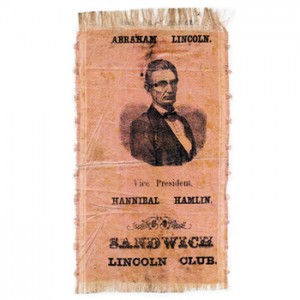 ABRAHAM LINCOLN.
Vice President,
HANNIBAL HAMLIN.
SANDWICH
LINCOLN CLUB.